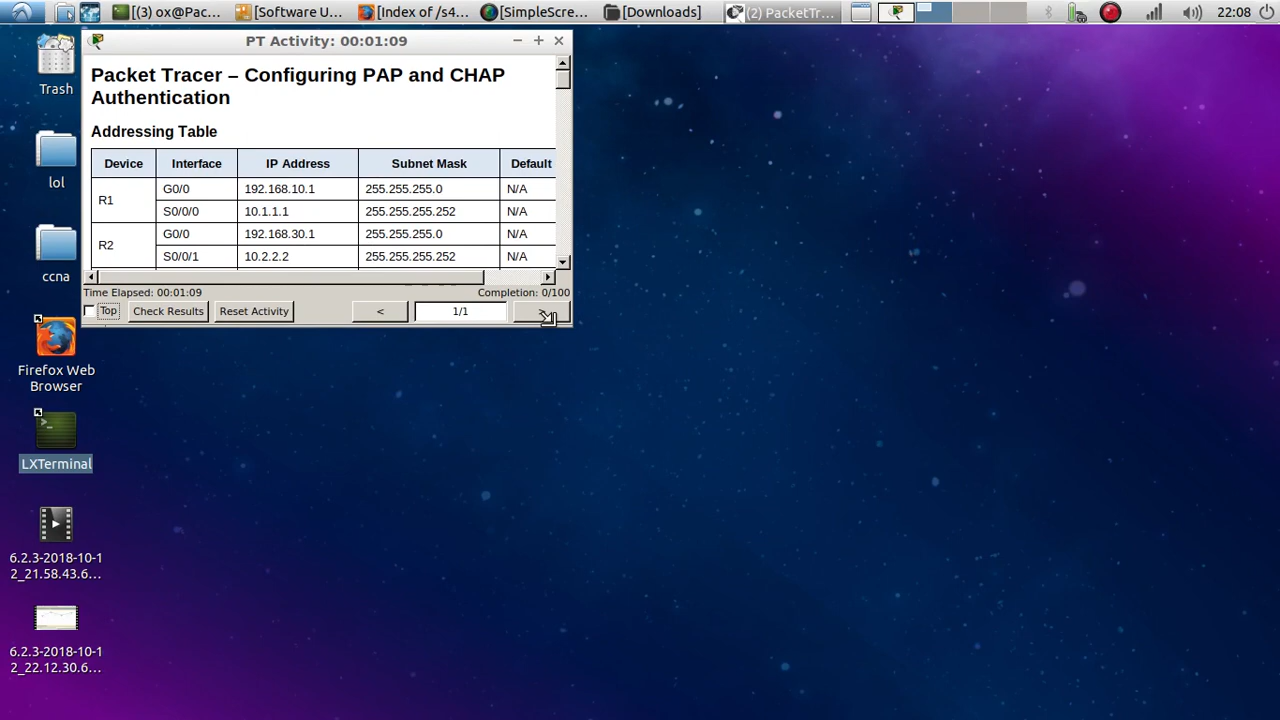 [(3) ox@Pac...
[Software U...
[Index of /s4...
[SimpleScre...
[Downloads]
(2) PacketTr...
22:08
Trash
lol
ccna
Firefox Web
Browser
LXTerminal
6.2.3-2018-10-1
2_21.58.43.6...
6.2.3-2018-10-1
2_22.12.30.6...
PT Activity: 00:01:09
Packet Tracer – Configuring PAP and CHAP
Authentication
Addressing Table
Device Interface IP Address Subnet Mask Default
R1 G0/0 192.168.10.1 255.255.255.0 N/A
S0/0/0 10.1.1.1 255.255.255.252 N/A
R2 G0/0 192.168.30.1 255.255.255.0 N/A
S0/0/1 10.2.2.2 255.255.255.252 N/A
Time Elapsed: 00:01:09 Completion: 0/100
Top Check Results Reset Activity < 1/1 >